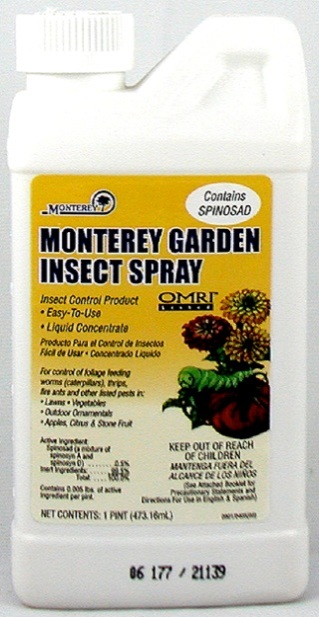 MONTEREY
Contains
SPINOSAD
MONTEREY GARDEN
INSECT SPRAY
Insect Control Product
• Easy-To-Use
• Liquid Concentrate
OMRI
LISTED
Producto Para el Control de Insectos
Fácil de Usar • Concentrado Líquido
For control of foliage feeding
worms (caterpillars), thrips,
fire ants and other listed pests in:
• Lawns • Vegetables
• Outdoor Ornamentals
• Apples, Citrus & Stone Fruit
Active Ingredient:
Spinosad (a mixture of
spinosyn A and
spinosyn D) ........ 0.5%
Inert Ingredients: ........ 99.5%
Total ........ 100.0%
Contains 0.005 lbs. of active
ingredient per pint.
KEEP OUT OF REACH
OF CHILDREN
MANTENGA FUERA DEL
ALCANCE DE LOS NIÑOS
(See Attached Booklet for
Precautionary Statements and
Directions For Use in English & Spanish)
NET CONTENTS: 1 PINT (473.16mL)
06 177 / 21139